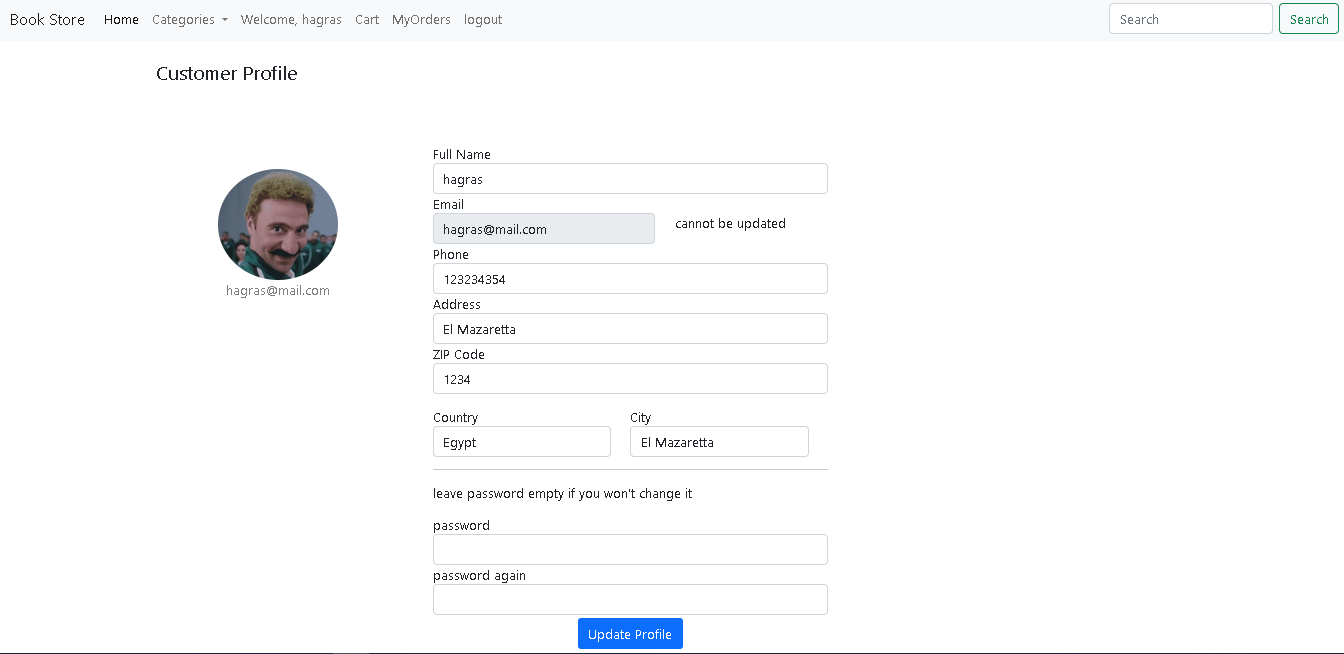 Book Store Home Categories Welcome, hagras Cart MyOrders logout Search Search
Customer Profile
hagras@mail.com
Full Name
hagras
Email
hagras@mail.com cannot be updated
Phone
123234354
Address
El Mazaretta
ZIP Code
1234
Country City
Egypt El Mazaretta
leave password empty if you won't change it
password
password again
Update Profile